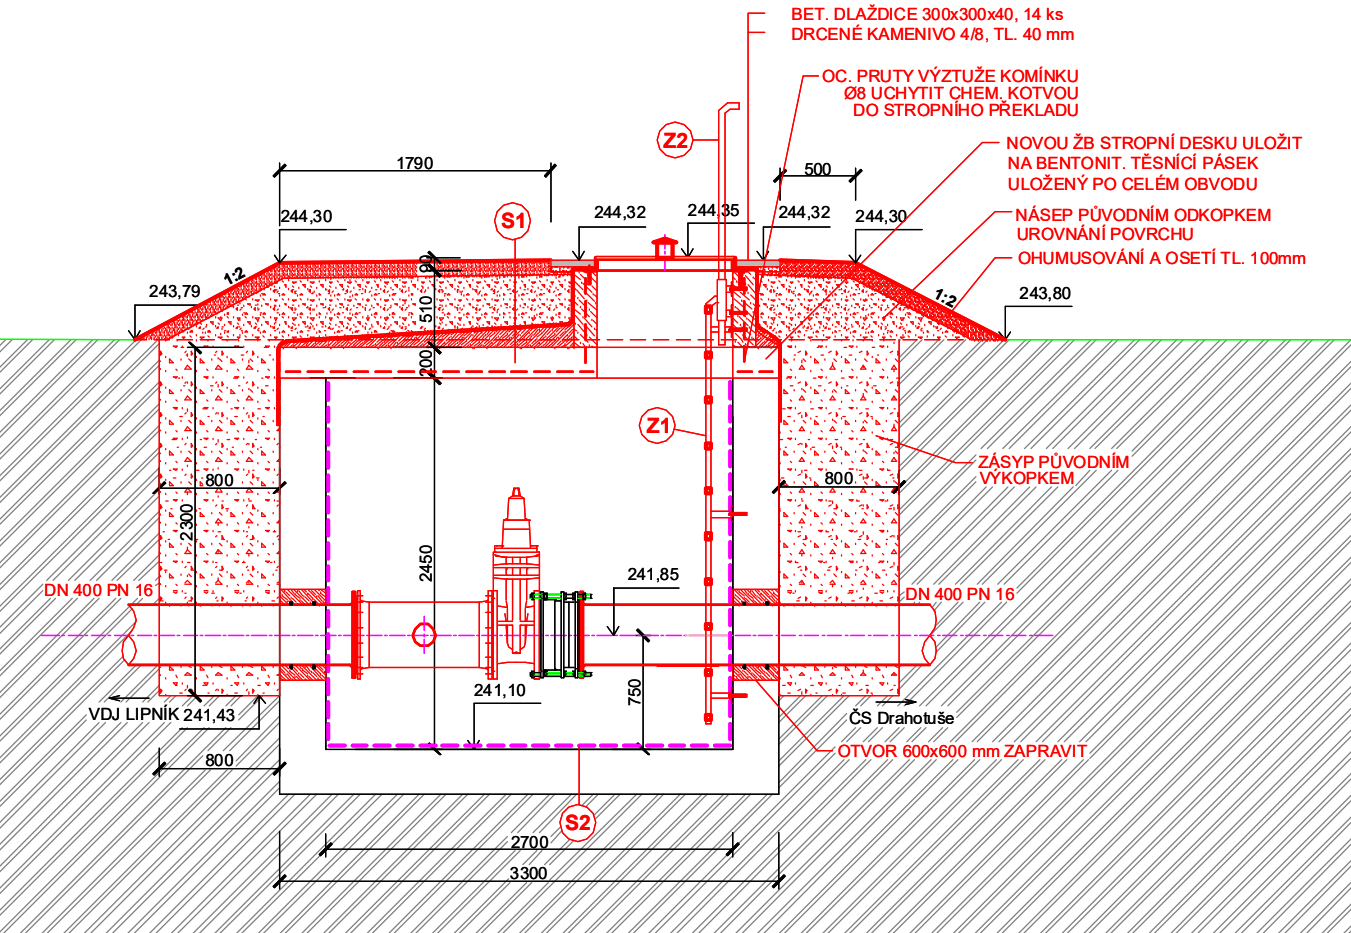 BET. DLAŽDICE 300x300x40, 14 ks
DRCENÉ KAMENIVO 4/8, TL. 40 mm
OC. PRUTY VÝZTUŽE KOMÍNKU
Ø8 UCHYTIT CHEM. KOTVOU
DO STROPNÍHO PŘEKLADU
Z2
NOVOU ŽB STROPNÍ DESKU ULOŽIT
NA BENTONIT. TĚSNÍCÍ PÁSEK
ULOŽENÝ PO CELÉM OBVODU
1790
500
244,30
S1
244,32
244,35
244,32
244,30
NÁSEP PŮVODNÍM ODKOPKEM
UROVNÁNÍ POVRCHU
OHUMUSOVÁNÍ A OSETÍ TL. 100mm
90
1:2
243,79
510
1:2
243,80
200
Z1
ZÁSYP PŮVODNÍM
VÝKOPKEM
800
800
2300
2450
241,85
DN 400 PN 16
DN 400 PN 16
241,10
750
VDJ LIPNÍK
241,43
ČS Drahotuše
OTVOR 600x600 mm ZAPRAVIT
800
S2
2700
3300